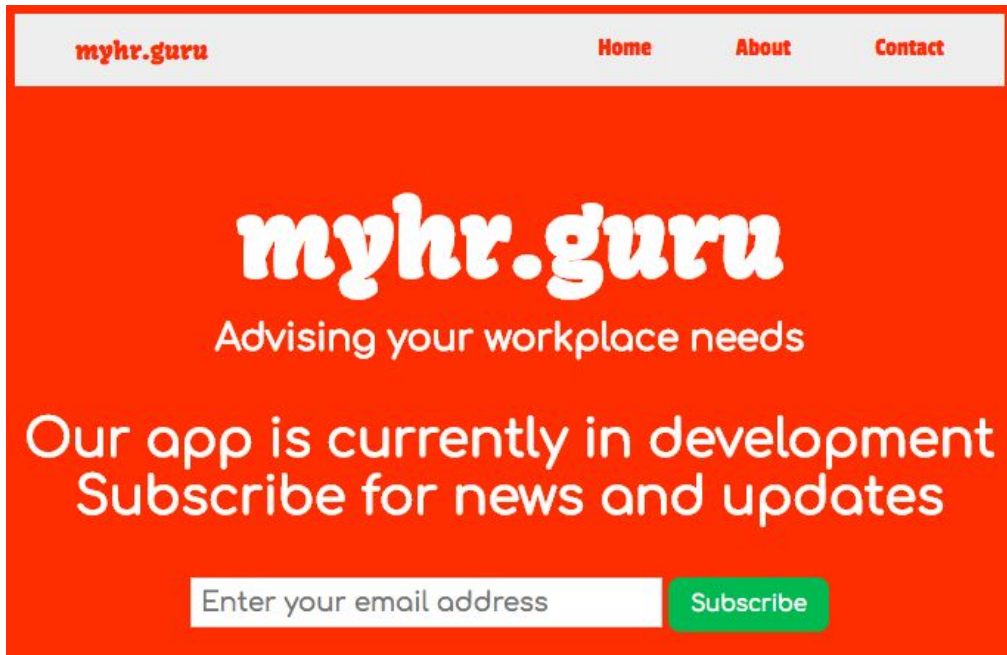 myhr.guru Home About Contact
myhr.guru
Advising your workplace needs
Our app is currently in development
Subscribe for news and updates
Enter your email address Subscribe